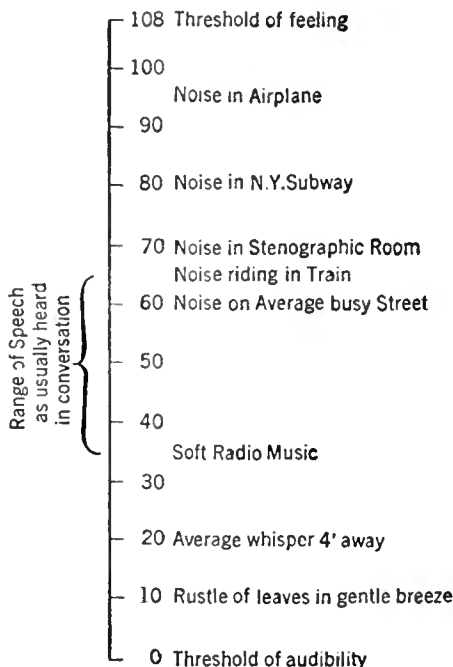 108 Threshold of feeling
100
Noise in Airplane
90
80 Noise in N.Y. Subway
70 Noise in Stenographic Room
Noise riding in Train
60 Noise on Average busy Street
Range of Speech
as usually heard
in conversation
50
40
Soft Radio Music
30
20 Average whisper 4' away
10 Rustle of leaves in gentle breeze
0 Threshold of audibility